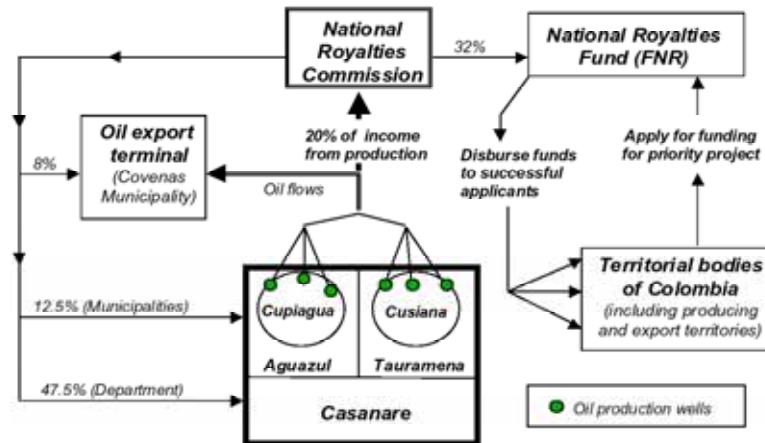 National
Royalties
Commission
32%
National Royalties
Fund (FNR)
8%
Oil export
terminal
(Covenas
Municipality)
20% of income
from production
Oil flows
Disburse funds
to successful
applicants
Apply for funding
for priority project
12.5% (Municipalities)
Cupiagua
Cusiana
Aguazul
Tauramena
47.5% (Department)
Casanare
Territorial bodies
of Colombia
(including producing
and export territories)
Oil production wells